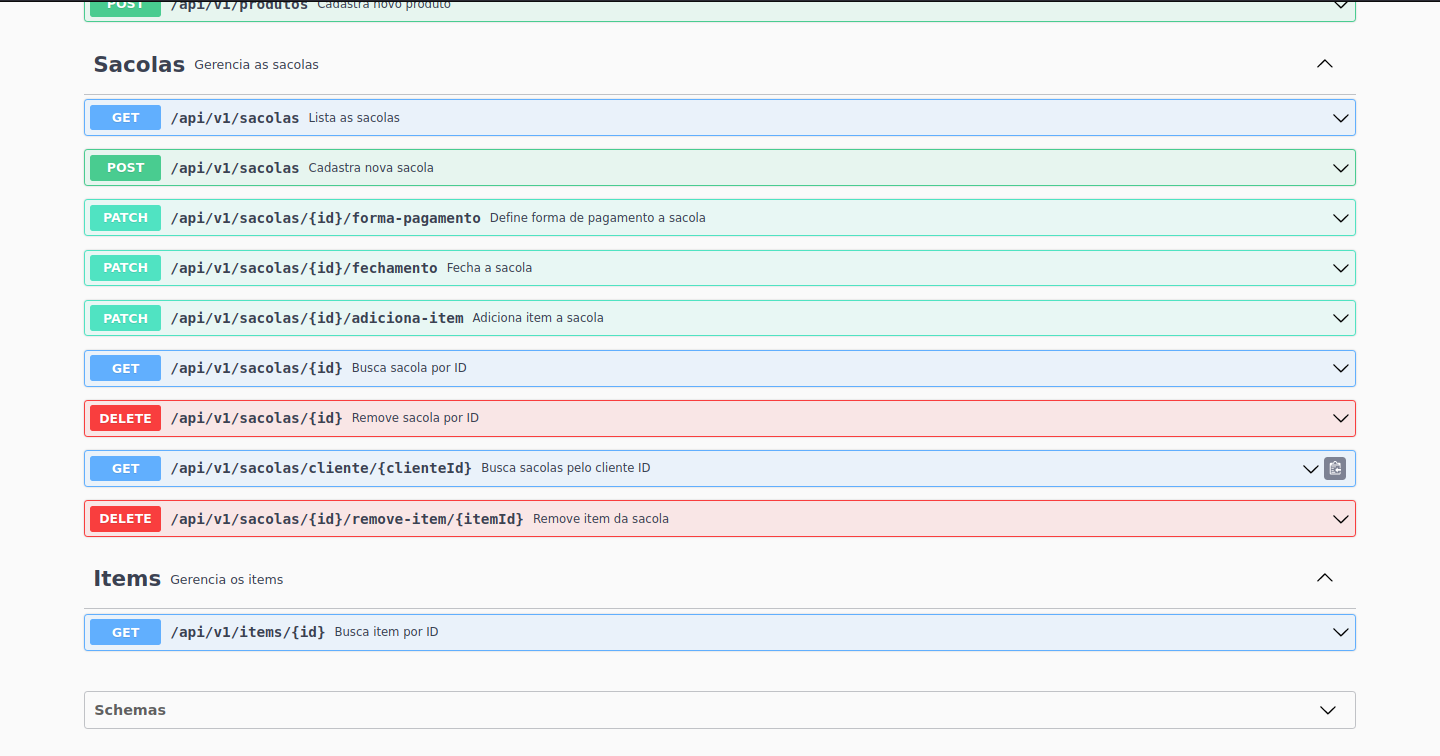 POST /api/v1/produtos Cadastra novo produto
Sacolas Gerencia as sacolas
GET /api/v1/sacolas Lista as sacolas
POST /api/v1/sacolas Cadastra nova sacola
PATCH /api/v1/sacolas/{id}/forma-pagamento Define forma de pagamento a sacola
PATCH /api/v1/sacolas/{id}/fechamento Fecha a sacola
PATCH /api/v1/sacolas/{id}/adiciona-item Adiciona item a sacola
GET /api/v1/sacolas/{id} Busca sacola por ID
DELETE /api/v1/sacolas/{id} Remove sacola por ID
GET /api/v1/sacolas/cliente/{clienteId} Busca sacolas pelo cliente ID
DELETE /api/v1/sacolas/{id}/remove-item/{itemId} Remove item da sacola
Items Gerencia os items
GET /api/v1/items/{id} Busca item por ID
Schemas